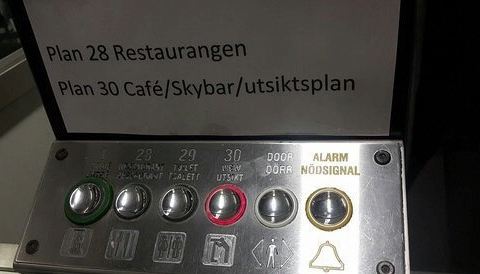 Plan 28 Restaurangen
Plan 30 Café/Skybar/utsiktsplan
28 29 30 DOOR ALARM
RESTAURANT TOILET VIEW DÖRR NÖDSIGNAL
TOALETT UTSIKT